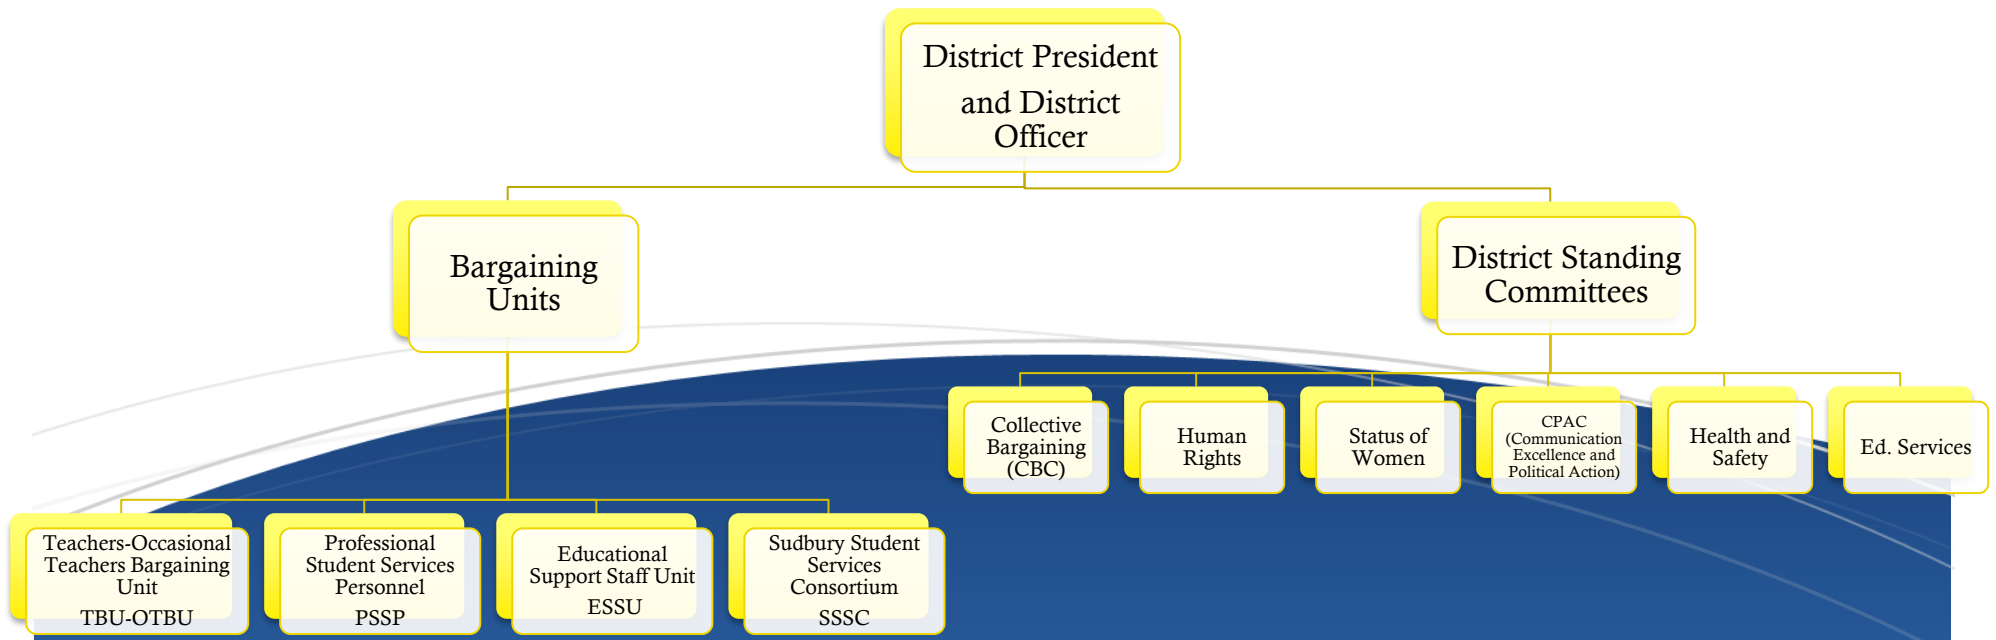 District President
and District
Officer
Bargaining
Units
District Standing
Committees
Collective
Bargaining
(CBC)
Human
Rights
Status of
Women
CPAC
(Communication
Excellence and
Political Action)
Health and
Safety
Ed. Services
Teachers-Occasional
Teachers Bargaining
Unit
TBU-OTBU
Professional
Student Services
Personnel
PSSP
Educational
Support Staff Unit
ESSU
Sudbury Student
Services
Consortium
SSSC